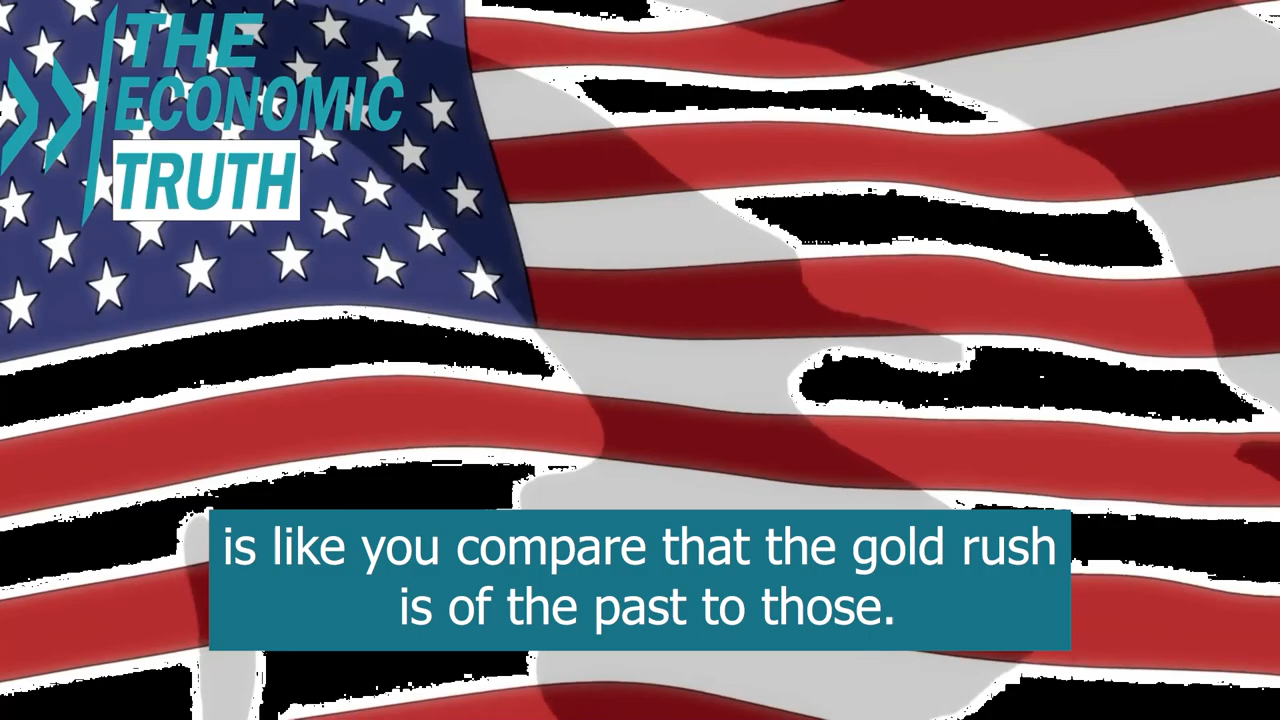 THE
ECONOMIC
TRUTH
is like you compare that the gold rush
is of the past to those.